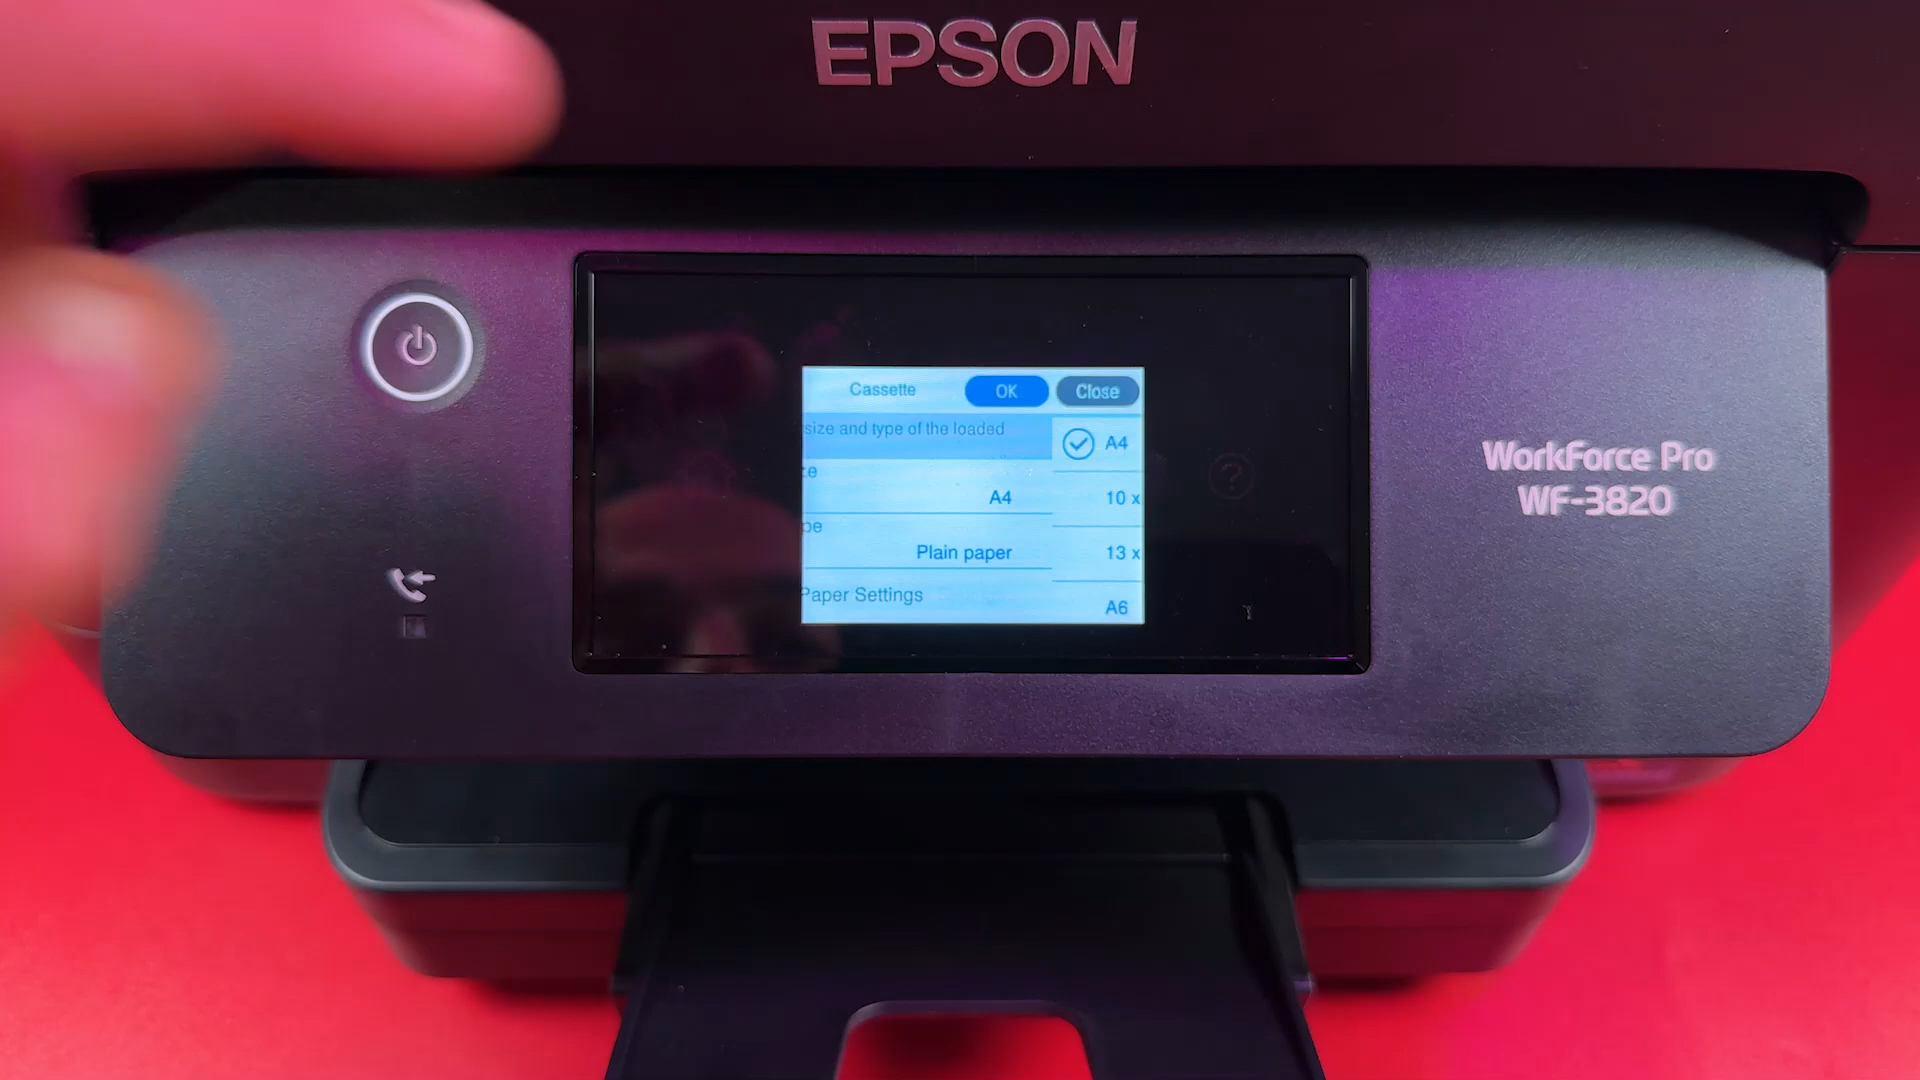 EPSON
Cassette OK Close
size and type of the loaded
A4
A4
10 x
Plain paper
13 x
Paper Settings
A6
WorkForce Pro
WF-3820
?